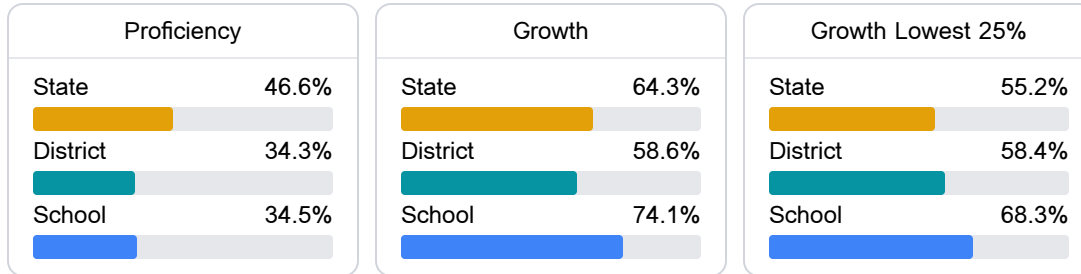 Proficiency
State 46.6%
District 34.3%
School 34.5%
Growth
State 64.3%
District 58.6%
School 74.1%
Growth Lowest 25%
State 55.2%
District 58.4%
School 68.3%